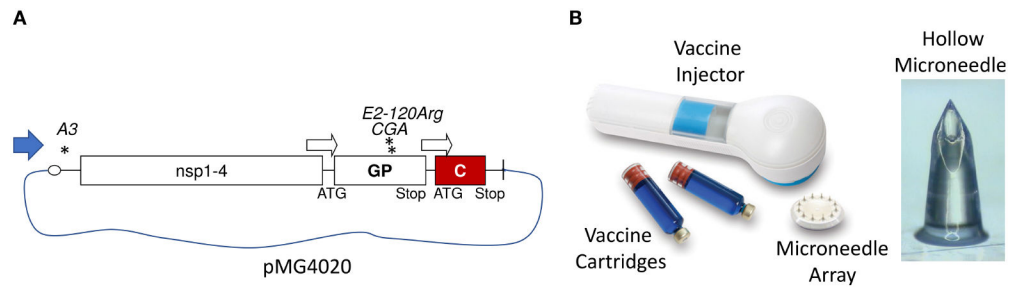 A
A3
*
E2-120Arg
CGA
*
*
nsp1-4
GP
C
ATG
Stop
ATG
Stop
pMG4020
B
Vaccine
Injector
Hollow
Microneedle
Vaccine
Cartridges
Microneedle
Array